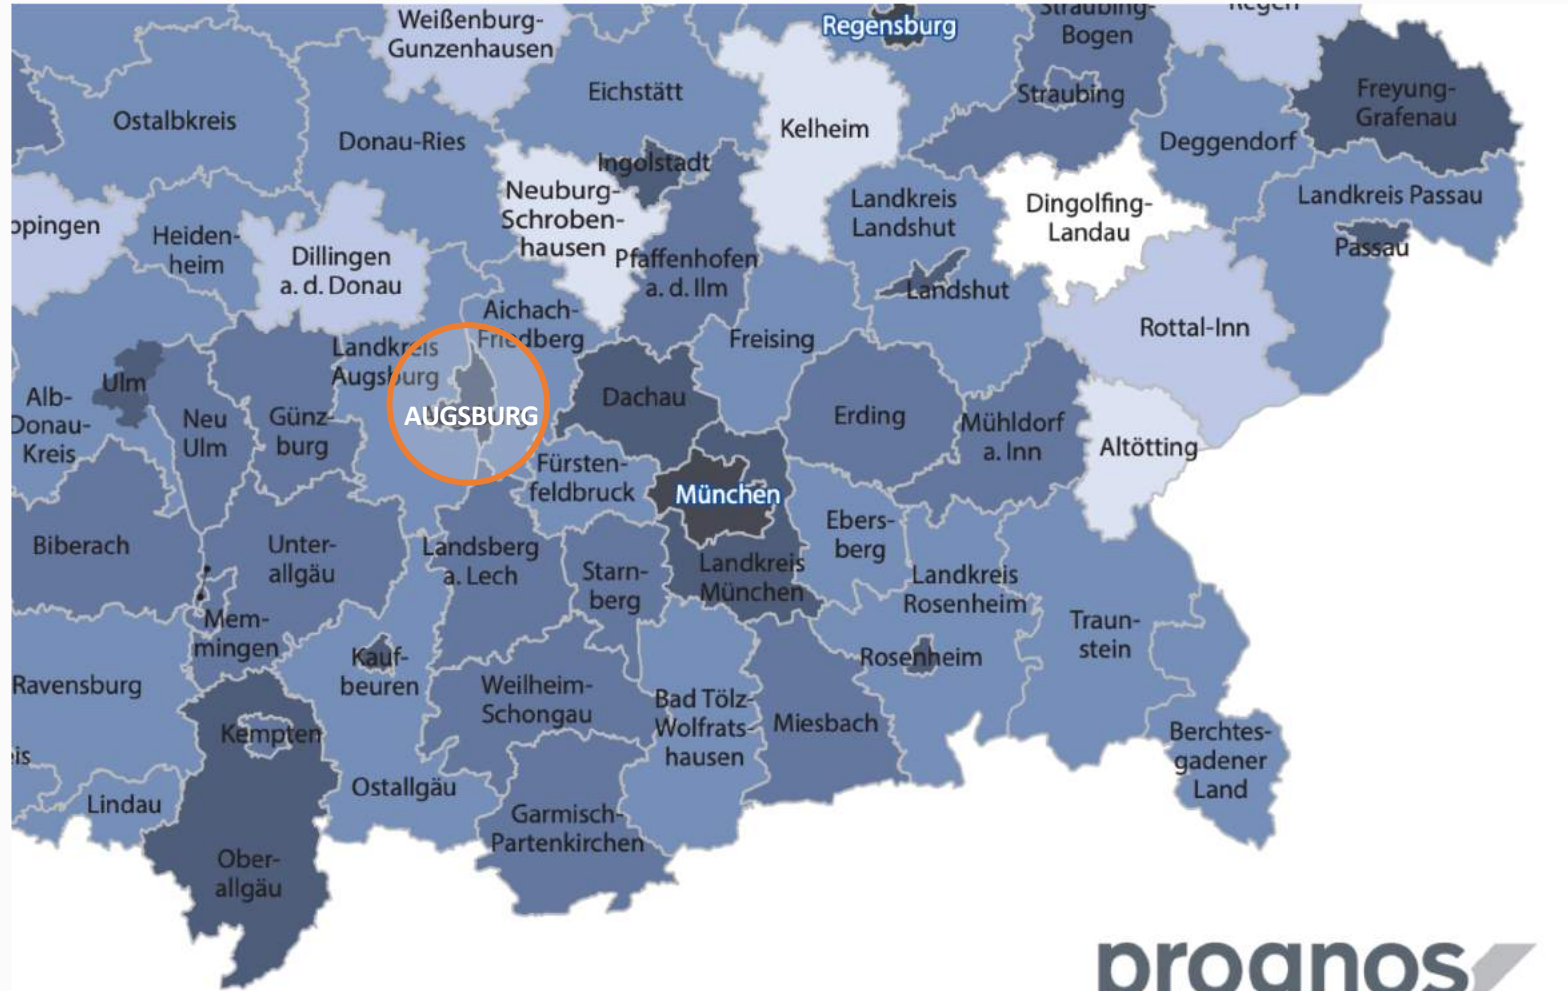 Weißenburg-
Gunzenhausen
Regensburg
Straubing-
Bogen
Regen
Freyung-
Grafenau
Ostalbkreis
Donau-Ries
Eichstätt
Kelheim
Straubing
Deggendorf
Ingolstadt
Neuburg-
Schroben-
hausen
Landkreis
Landshut
Dingolfing-
Landau
Landkreis Passau
Passau
ppingen
Heiden-
heim
Dillingen
a. d. Donau
Pfaffenhofen
a. d. Ilm
Landshut
Aichach-
Friedberg
Freising
Rottal-Inn
Landkreis
Augsburg
AUGSBURG
Ulm
Alb-
Donau-
Kreis
Neu
Ulm
Günz-
burg
Dachau
Erding
Mühldorf
a. Inn
Altötting
Fürsten-
feldbruck
München
Ebers-
berg
Biberach
Unter-
allgäu
Landsberg
a. Lech
Starn-
berg
Landkreis
München
Landkreis
Rosenheim
Traun-
stein
Mem-
mingen
Kauf-
beuren
Rosenheim
Ravensburg
Weilheim-
Schongau
Bad Tölz-
Wolfrats-
hausen
Miesbach
Kempten
Berchtes-
gadener
Land
is
Lindau
Ostallgäu
Garmisch-
Partenkirchen
Ober-
allgäu
prognos